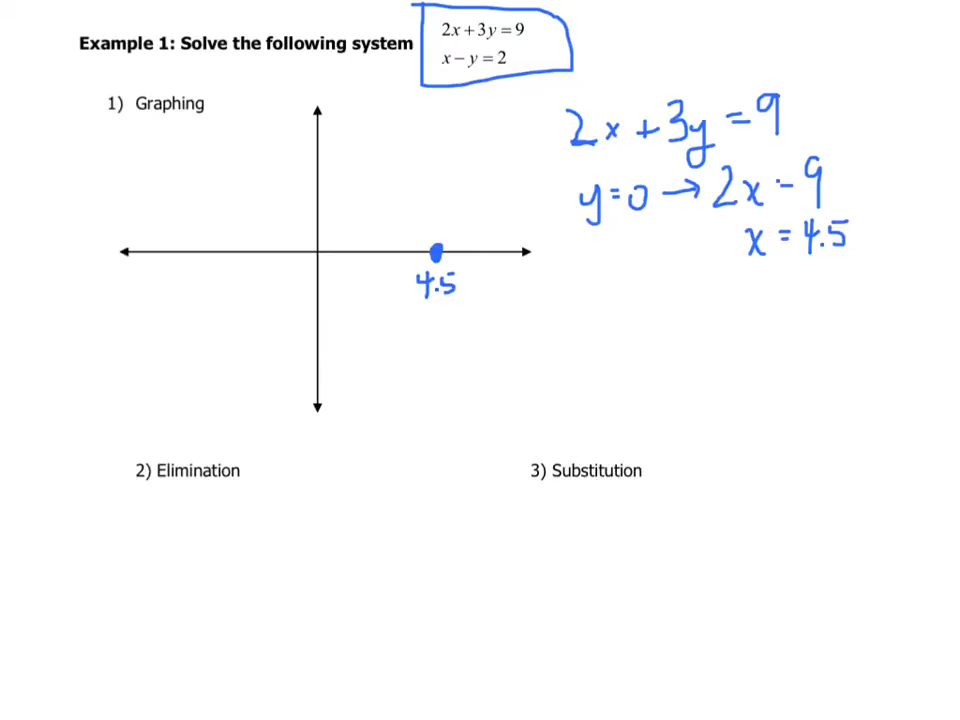 Example 1: Solve the following system
2x + 3y = 9
x − y = 2
1) Graphing
2x + 3y = 9
y = 0 → 2x = 9
x = 4.5
4.5
2) Elimination
3) Substitution